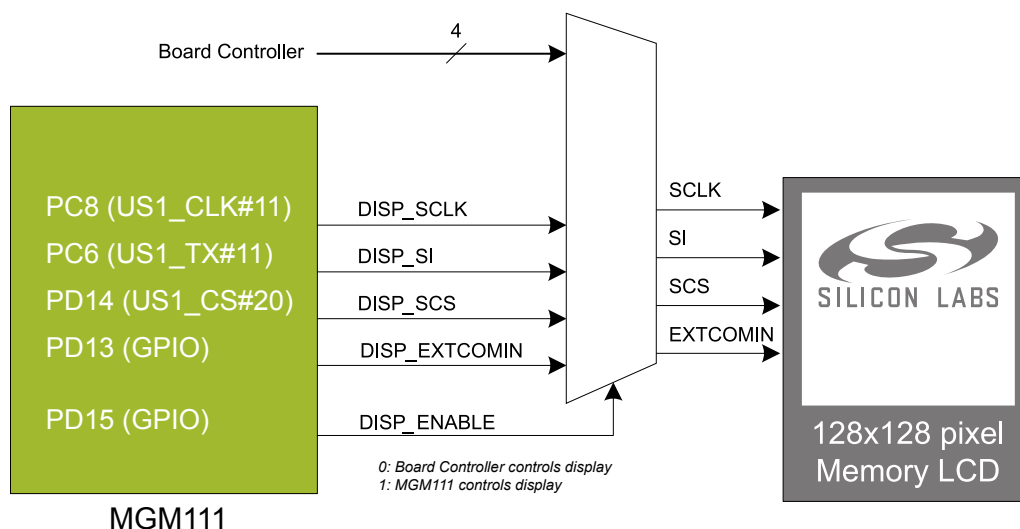 4
Board Controller
PC8 (US1_CLK#11)
DISP_SCLK
SCLK
PC6 (US1_TX#11)
DISP_SI
SI
PD14 (US1_CS#20)
DISP_SCS
SCS
PD13 (GPIO)
DISP_EXTCOMIN
EXTCOMIN
PD15 (GPIO)
DISP_ENABLE
0: Board Controller controls display
1: MGM111 controls display
SILICON LABS
128x128 pixel
Memory LCD
MGM111